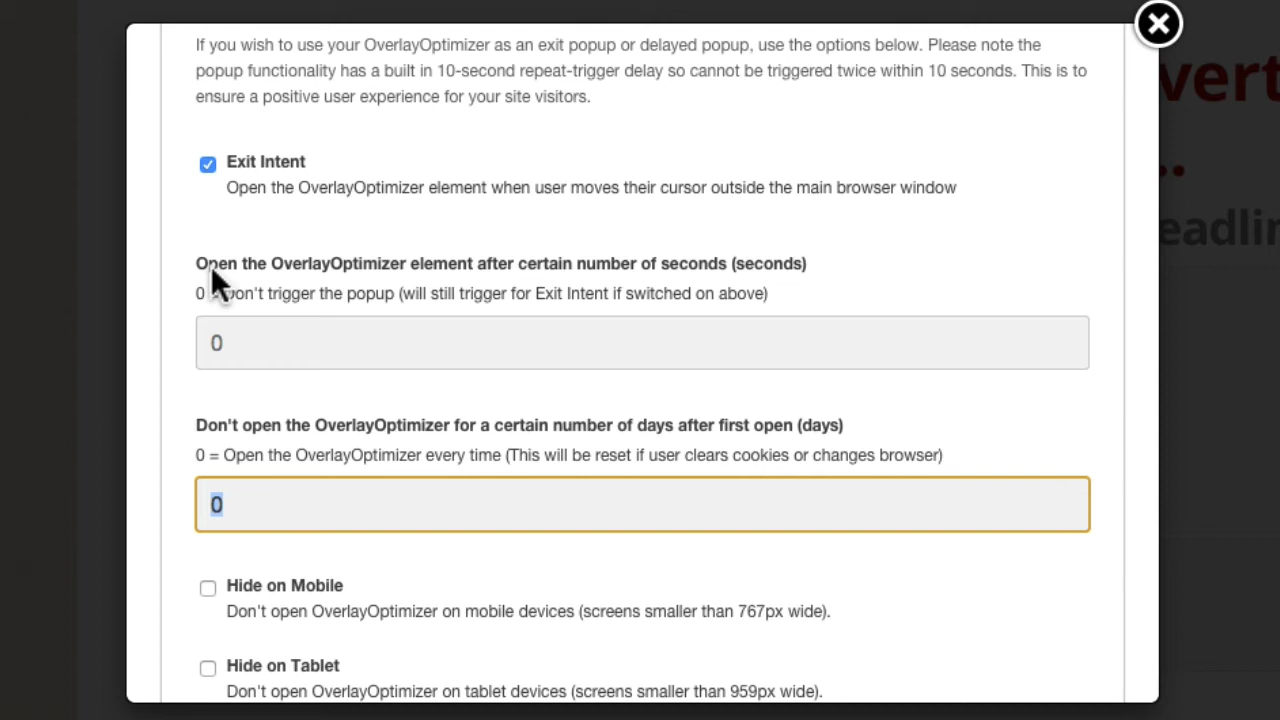 If you wish to use your OverlayOptimizer as an exit popup or delayed popup, use the options below. Please note the
popup functionality has a built in 10-second repeat-trigger delay so cannot be triggered twice within 10 seconds. This is to
ensure a positive user experience for your site visitors.
Exit Intent
Open the OverlayOptimizer element when user moves their cursor outside the main browser window
Open the OverlayOptimizer element after certain number of seconds (seconds)
0 = Don't trigger the popup (will still trigger for Exit Intent if switched on above)
0
Don't open the OverlayOptimizer for a certain number of days after first open (days)
0 = Open the OverlayOptimizer every time (This will be reset if user clears cookies or changes browser)
0
Hide on Mobile
Don't open OverlayOptimizer on mobile devices (screens smaller than 767px wide).
Hide on Tablet
Don't open OverlayOptimizer on tablet devices (screens smaller than 959px wide).